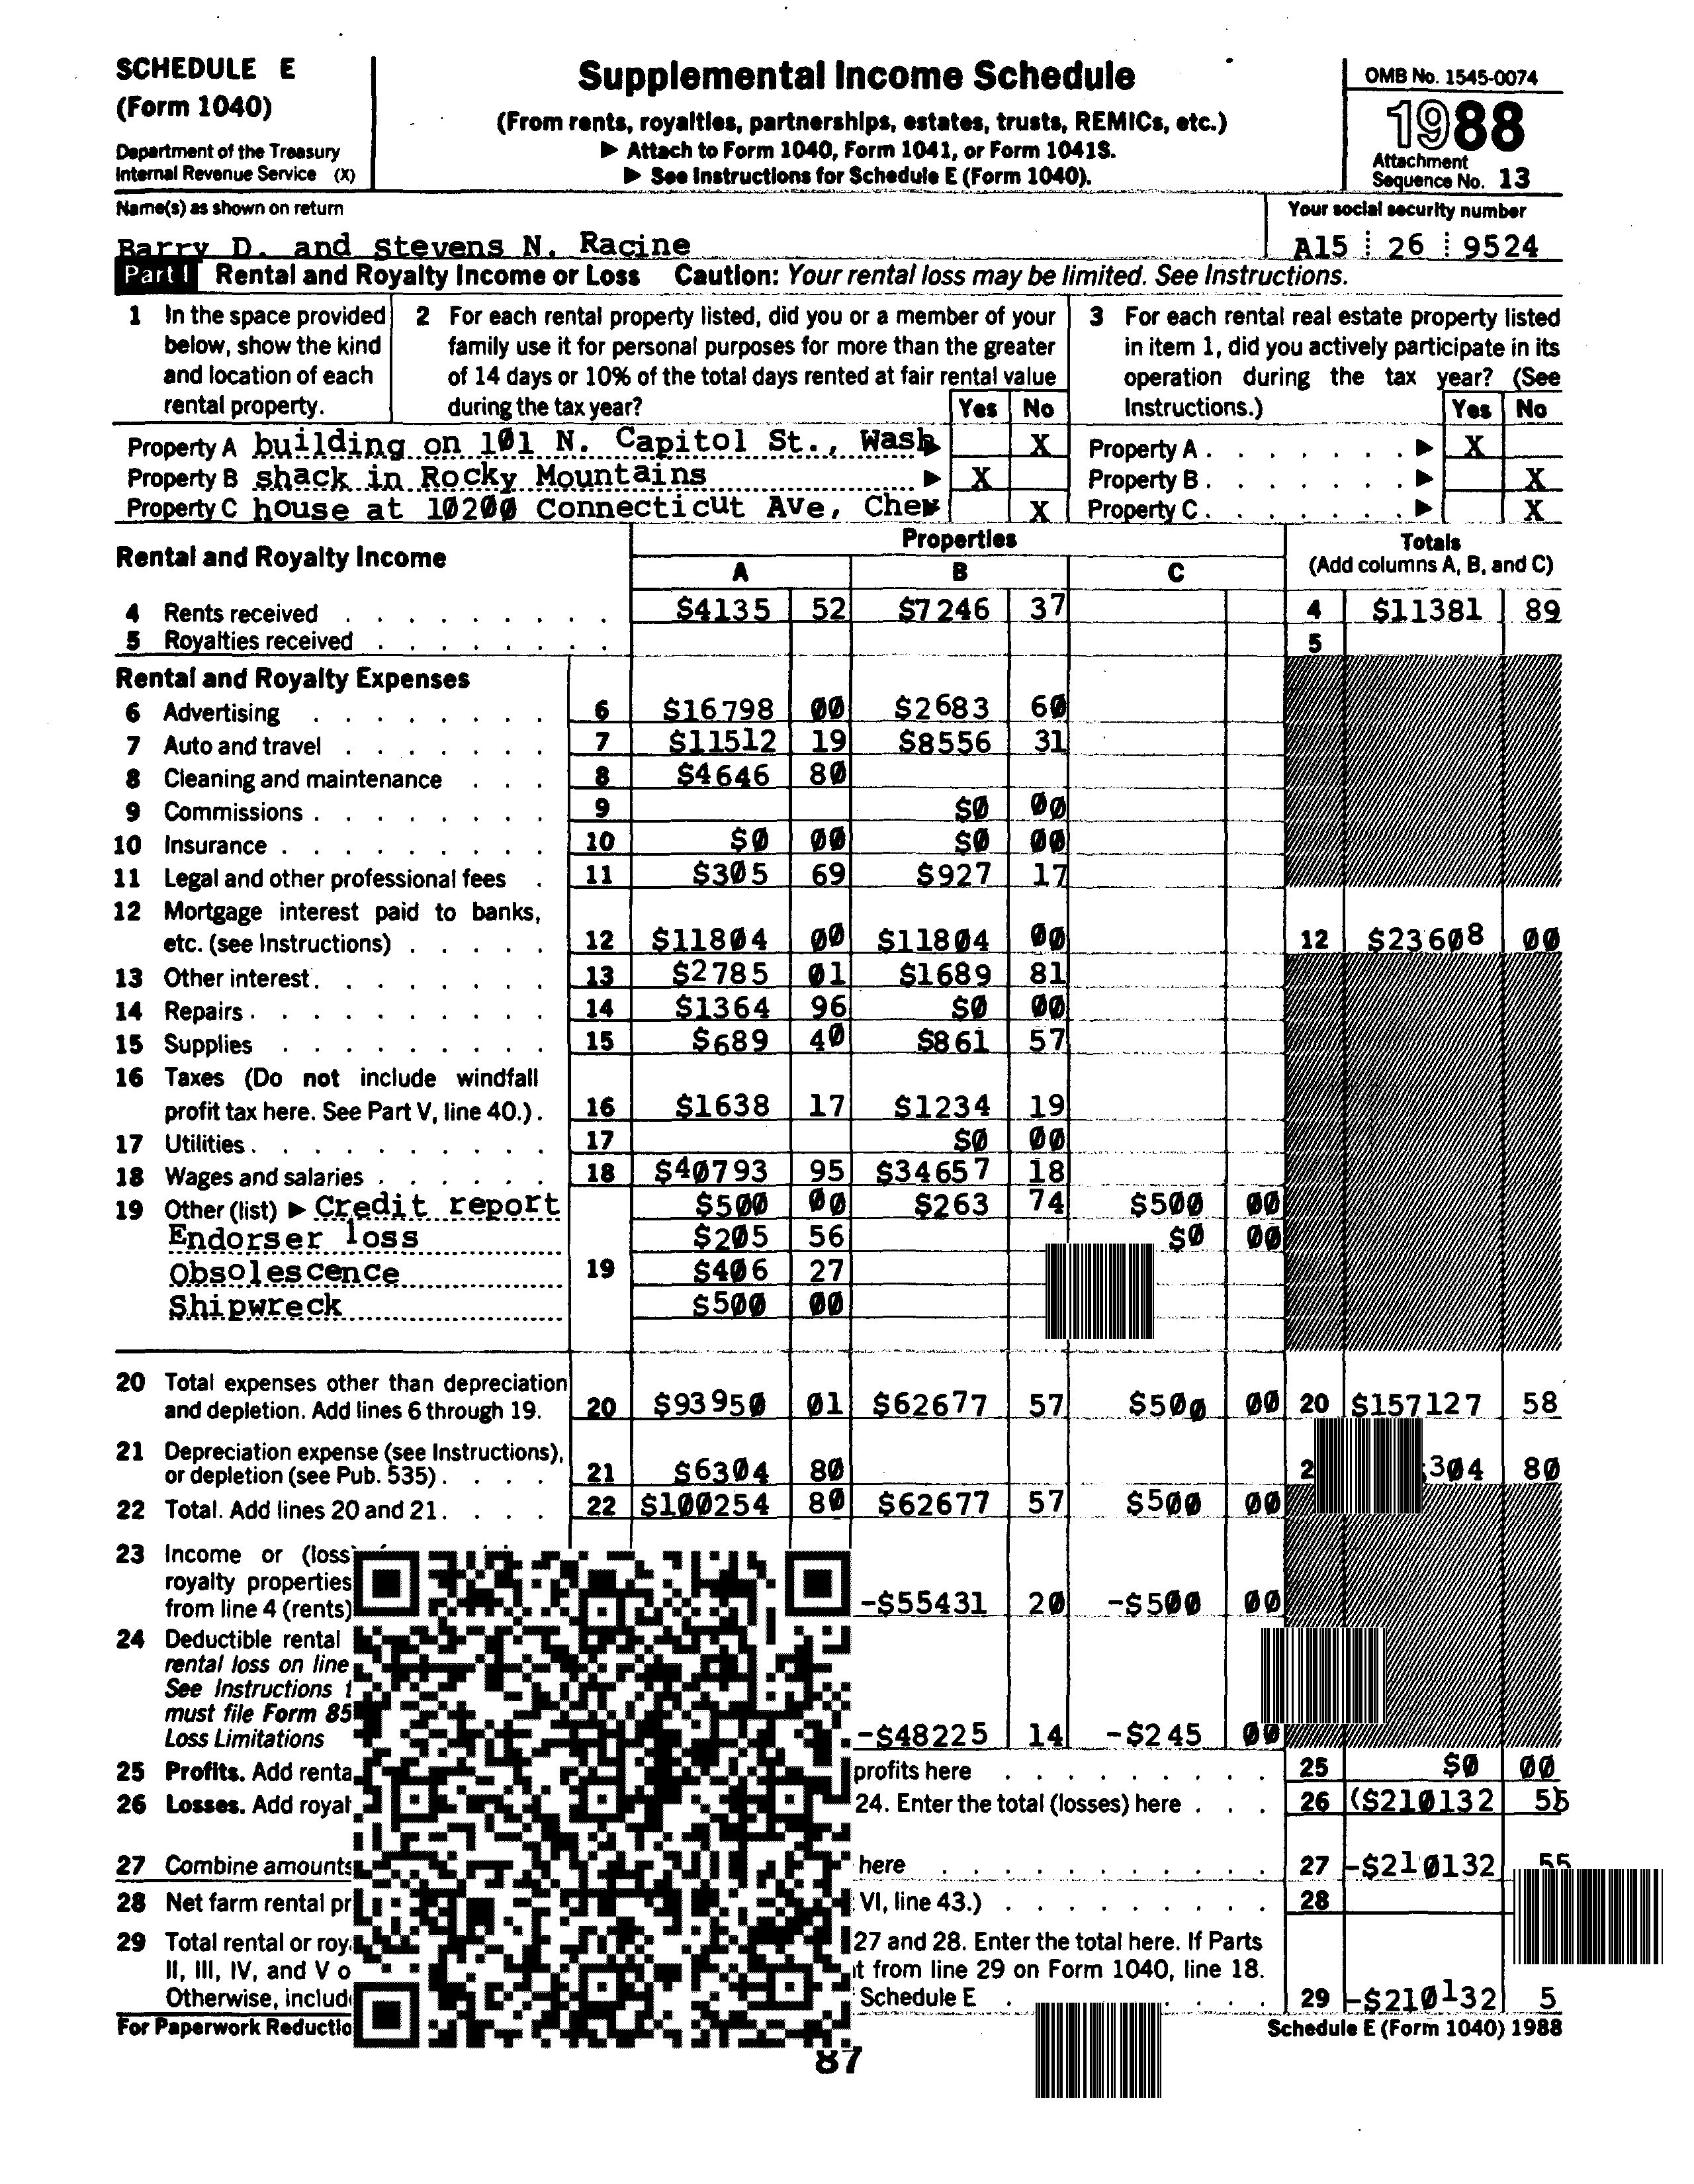 SCHEDULE E
(Form 1040)
Department of the Treasury
Internal Revenue Service (X)
Supplemental Income Schedule
(From rents, royalties, partnerships, estates, trusts, REMICs, etc.)
▶ Attach to Form 1040, Form 1041, or Form 1041S.
▶ See Instructions for Schedule E (Form 1040).
OMB No. 1545-0074
1988
Attachment
Sequence No. 13
Name(s) as shown on return
Barry D. and Stevens N. Racine
Your social security number
A15 26 9524
Part I Rental and Royalty Income or Loss Caution: Your rental loss may be limited. See Instructions.
1 In the space provided
below, show the kind
and location of each
rental property.
2 For each rental property listed, did you or a member of your
family use it for personal purposes for more than the greater
of 14 days or 10% of the total days rented at fair rental value
during the tax year? Yes No
3 For each rental real estate property listed
in item 1, did you actively participate in its
operation during the tax year? (See
Instructions.) Yes No
Property A building on 101 N. Capitol St., Wash ▶ X Property A . . . . . . . ▶ X
Property B shack in Rocky Mountains ▶ X Property B . . . . . . . ▶ X
Property C house at 10200 Connecticut AVe, Chev X Property C . . . . . . . ▶ X
Rental and Royalty Income
Properties
A B C
Totals
(Add columns A, B, and C)
4 Rents received . . . . . . . . . $4135 52 $7246 37 4 $11381 89
5 Royalties received . . . . . . . . 5
Rental and Royalty Expenses
6 Advertising . . . . . . . . 6 $16798 00 $2683 60
7 Auto and travel . . . . . . . 7 $11512 19 $8556 31
8 Cleaning and maintenance . . . 8 $4646 80
9 Commissions . . . . . . . . 9 $0 00
10 Insurance . . . . . . . . . 10 $0 00 $0 00
11 Legal and other professional fees . 11 $305 69 $927 17
12 Mortgage interest paid to banks,
etc. (see Instructions) . . . . . 12 $11804 00 $11804 00 12 $23608 00
13 Other interest . . . . . . . . 13 $2785 01 $1689 81
14 Repairs . . . . . . . . . . 14 $1364 96 $0 00
15 Supplies . . . . . . . . . 15 $689 40 $861 57
16 Taxes (Do not include windfall
profit tax here. See Part V, line 40.) . 16 $1638 17 $1234 19
17 Utilities . . . . . . . . . . 17 $0 00
18 Wages and salaries . . . . . . 18 $40793 95 $34657 18
19 Other (list) ▶ Credit report $500 00 $263 74 $500 00
Endorser loss $205 56 $0 00
Obsolescence 19 $406 27
Shipwreck $500 00
20 Total expenses other than depreciation
and depletion. Add lines 6 through 19. 20 $93950 01 $62677 57 $500 00 20 $157127 58
21 Depreciation expense (see Instructions),
or depletion (see Pub. 535) . . . . 21 $6304 80 2 304 80
22 Total. Add lines 20 and 21 . . . . 22 $100254 80 $62677 57 $500 00
23 Income or (loss)
royalty properties
from line 4 (rents) -$55431 20 -$500 00
24 Deductible rental
rental loss on line
See Instructions
must file Form 85
Loss Limitations -$48225 14 -$245 00
25 Profits. Add renta profits here . . . . . . . . . . 25 $0 00
26 Losses. Add royal 24. Enter the total (losses) here . . . 26 ($210132 55
27 Combine amounts here . . . . . . . . . . . . 27 -$210132 55
28 Net farm rental pr VI, line 43.) . . . . . . . . . 28
29 Total rental or roy 27 and 28. Enter the total here. If Parts
II, III, IV, and V o t from line 29 on Form 1040, line 18.
Otherwise, includ Schedule E . . . . 29 -$210132 5
For Paperwork Reductio Schedule E (Form 1040) 1988
87